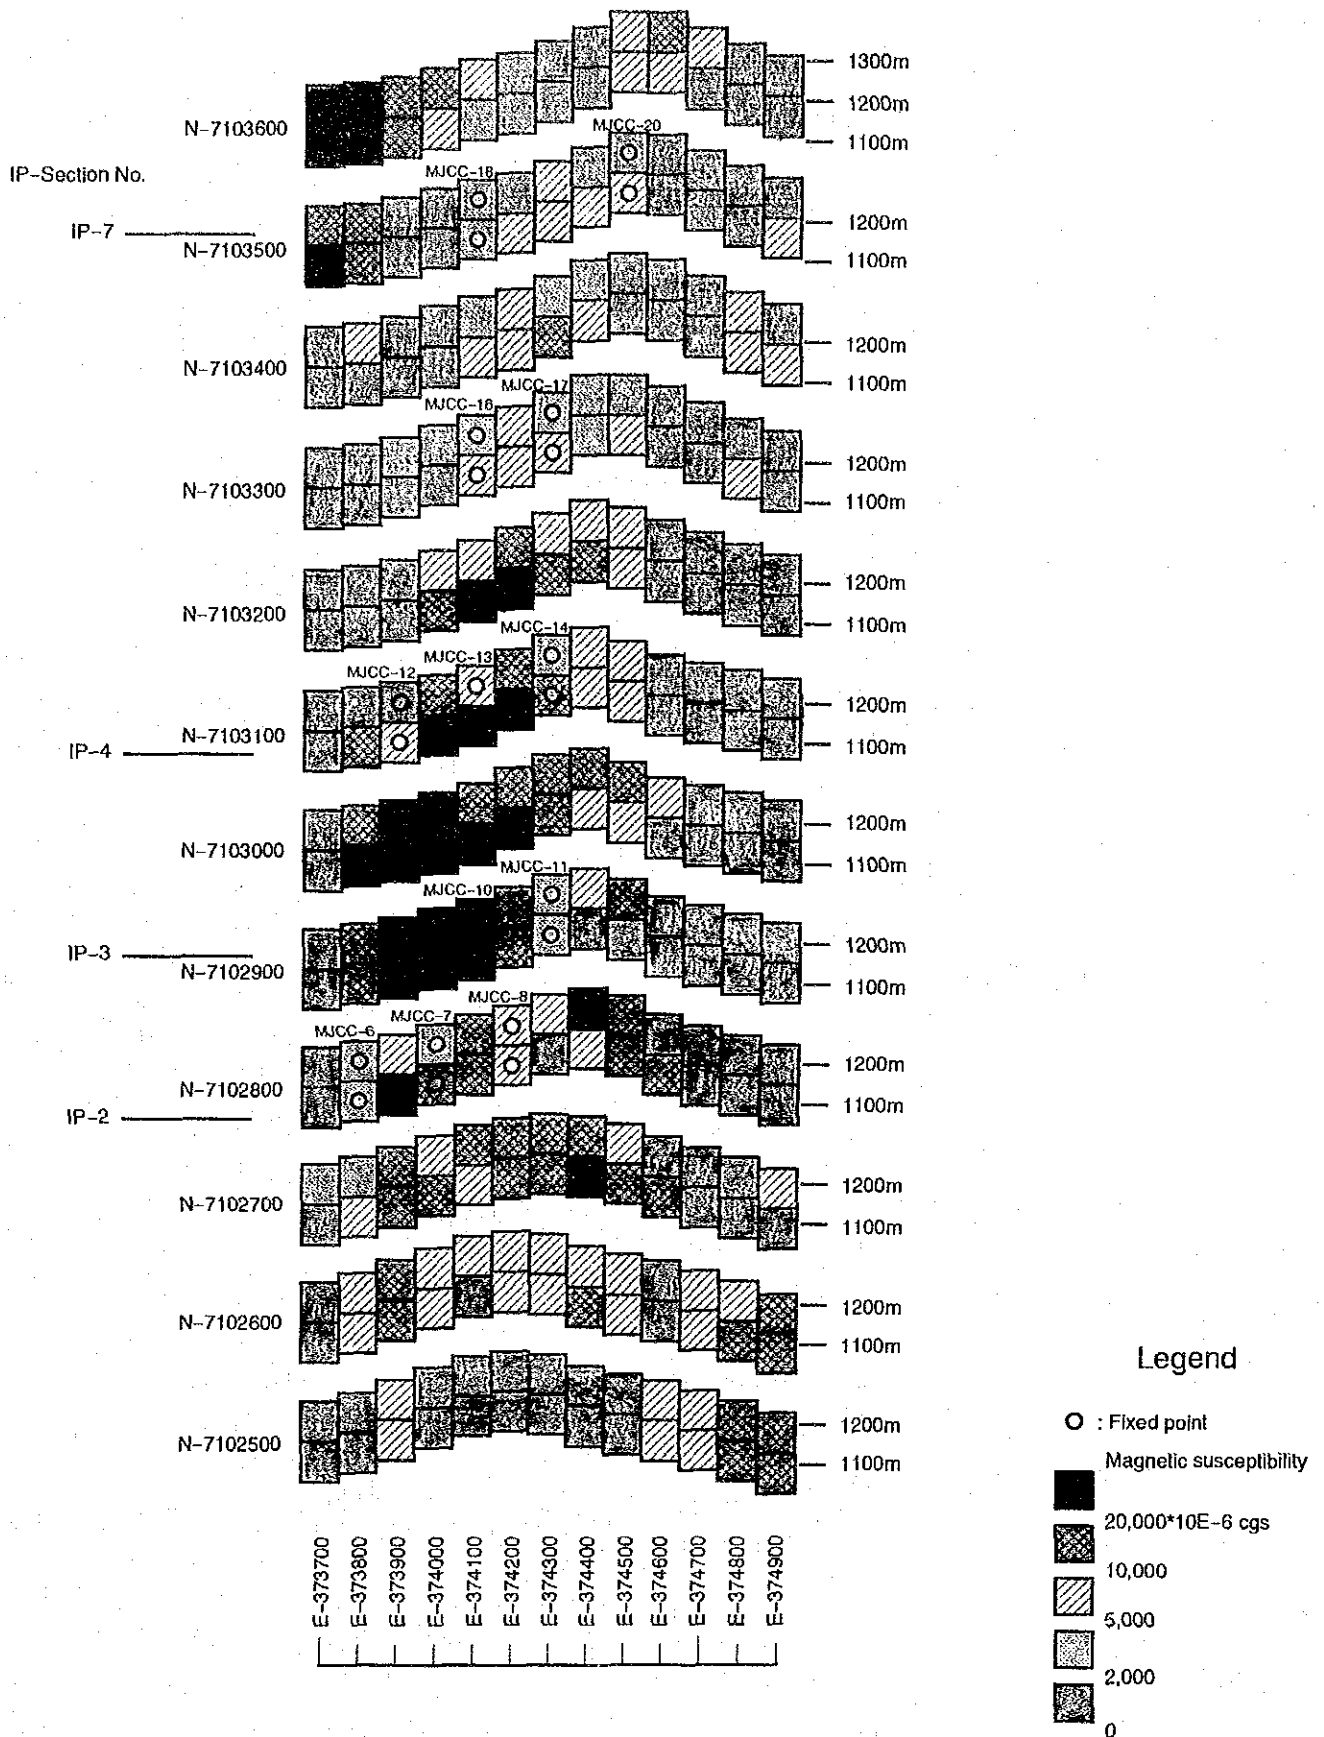 1300m
1200m
N-7103600
MJCC-20
1100m
IP-Section No.
MJCC-18
IP-7
1200m
N-7103500
1100m
1200m
N-7103400
1100m
MJCC-17
MJCC-16
1200m
N-7103300
1100m
1200m
N-7103200
1100m
MJCC-14
MJCC-13
MJCC-12
1200m
N-7103100
IP-4
1100m
1200m
N-7103000
1100m
MJCC-11
MJCC-10
1200m
IP-3
N-7102900
1100m
MJCC-8
MJCC-7
MJCC-6
1200m
N-7102800
1100m
IP-2
1200m
N-7102700
1100m
1200m
N-7102600
1100m
Legend
: Fixed point
1200m
N-7102500
1100m
Magnetic susceptibility
20,000*10E-6 cgs
10,000
5,000
2,000
0
E-373700
E-373800
E-373900
E-374000
E-374100
E-374200
E-374300
E-374400
E-374500
E-374600
E-374700
E-374800
E-374900